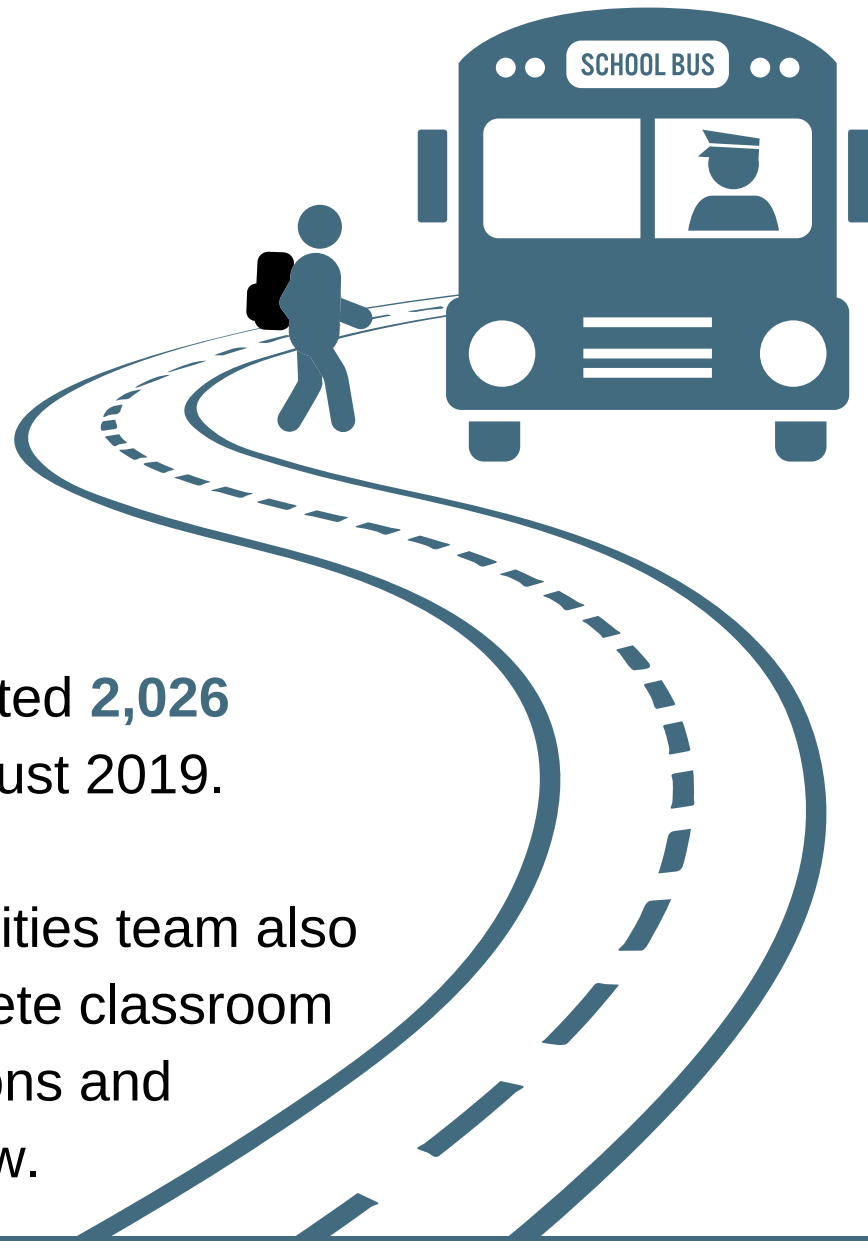 SCHOOL BUS
ted 2,026
ust 2019.
ities team also
ete classroom
ons and
w.